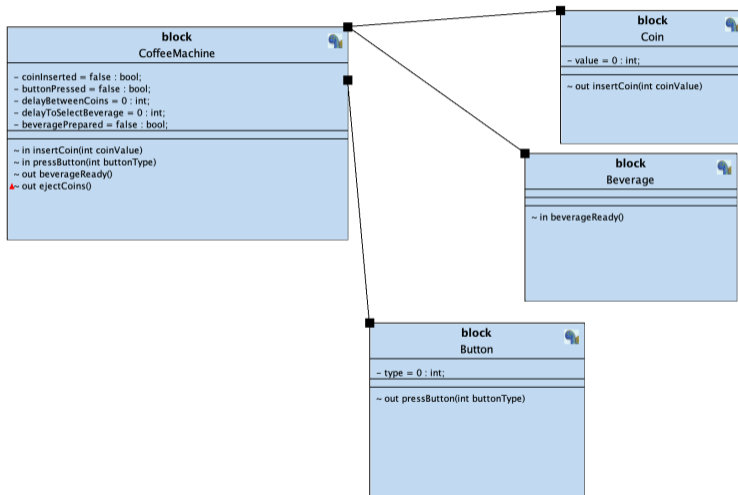 block
CoffeeMachine
- coinInserted = false : bool;
- buttonPressed = false : bool;
- delayBetweenCoins = 0 : int;
- delayToSelectBeverage = 0 : int;
- beveragePrepared = false : bool;
~ in insertCoin(int coinValue)
~ in pressButton(int buttonType)
~ out beverageReady()
~ out ejectCoins()
block
Coin
- value = 0 : int;
~ out insertCoin(int coinValue)
block
Beverage
~ in beverageReady()
block
Button
- type = 0 : int;
~ out pressButton(int buttonType)